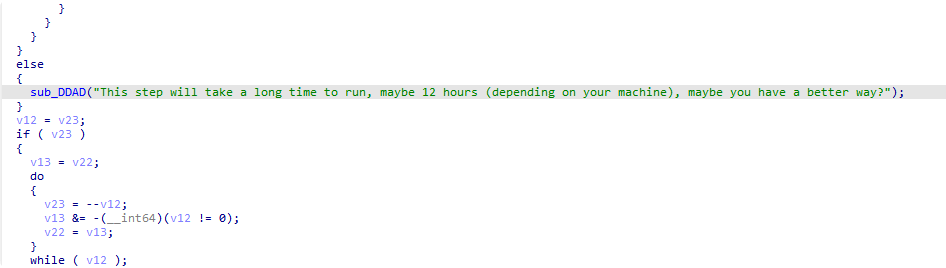 }
}
}
}
else
{
sub_DDAD("This step will take a long time to run, maybe 12 hours (depending on your machine), maybe you have a better way?");
}
v12 = v23;
if ( v23 )
{
v13 = v22;
do
{
v23 = --v12;
v13 &= -(__int64)(v12 != 0);
v22 = v13;
}
while ( v12 );